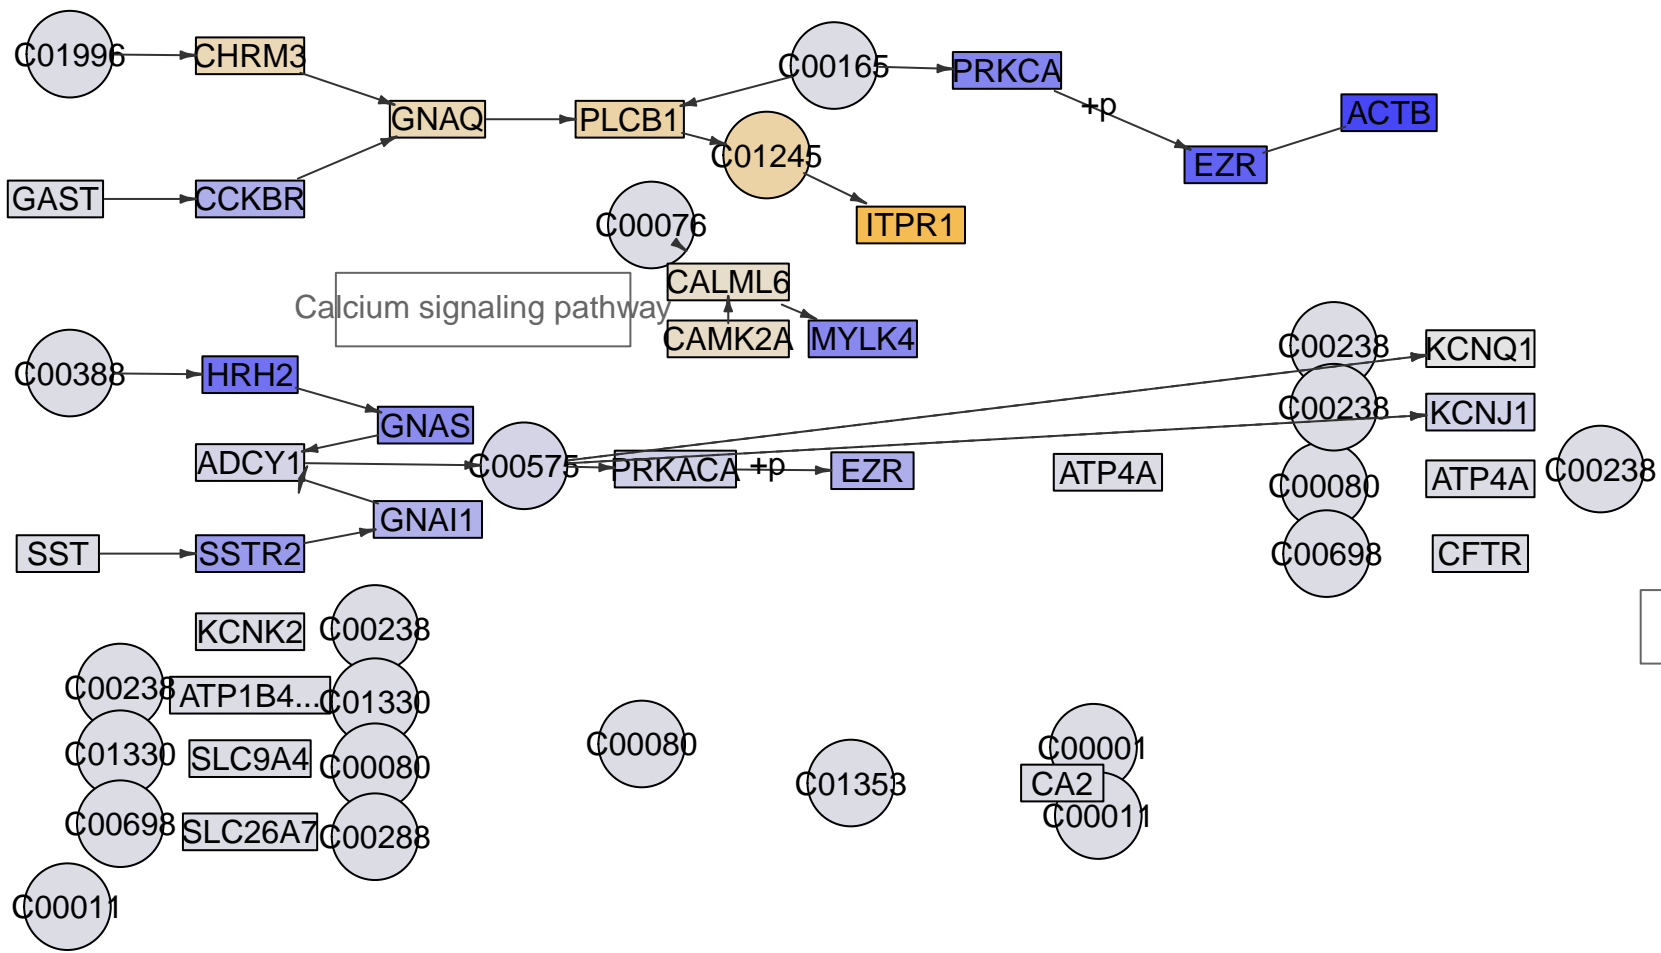 C01996
CHRM3
C00165
PRKCA
+p
ACTB
GNAQ
PLCB1
C01245
EZR
GAST
CCKBR
C00076
ITPR1
CALML6
Calcium signaling pathway
CAMK2A
MYLK4
C00238
KCNQ1
C00388
HRH2
C00238
KCNJ1
GNAS
ADCY1
C00575
PRKACA
+p
EZR
ATP4A
C00080
ATP4A
C00238
GNAI1
SST
SSTR2
C00698
CFTR
KCNK2
C00238
C00238
ATP1B4...
C01330
C01330
SLC9A4
C00080
C00080
C01353
C00001
CA2
C00011
C00698
SLC26A7
C00288
C00011